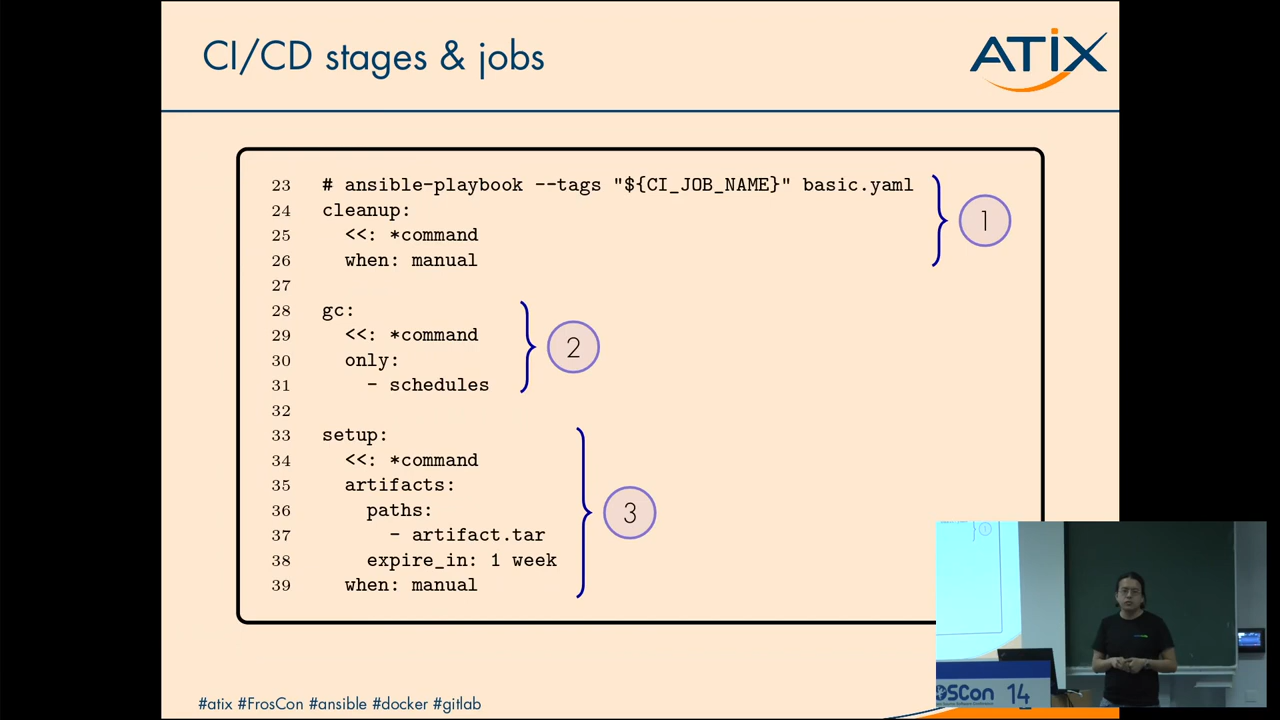 CI/CD stages & jobs
ATIX
23 # ansible-playbook --tags "${CI_JOB_NAME}" basic.yaml
24 cleanup:
25 <<: *command
26 when: manual
27
1
28 gc:
29 <<: *command
30 only:
31 - schedules
32
2
33 setup:
34 <<: *command
35 artifacts:
36 paths:
37 - artifact.tar
38 expire_in: 1 week
39 when: manual
3
#atix #FrosCon #ansible #docker #gitlab
OSCon 14